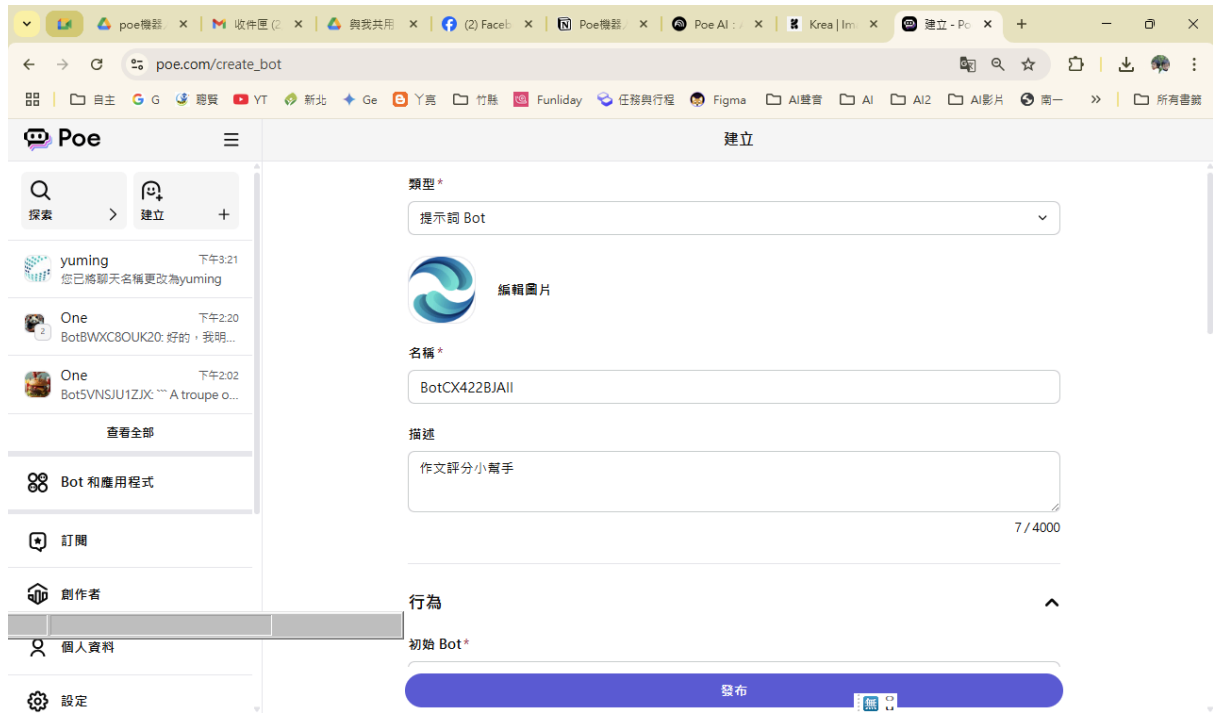 poe機器
收件匣 (2
與我共用
(2) Faceb
Poe機器
Poe AI : /
Krea | Im
建立 - Po
poe.com/create_bot
自主
G
聰賢
YT
新北
Ge
丫亮
竹縣
Funliday
任務與行程
Figma
AI聲音
AI
AI2
AI影片
南一
所有書籤
Poe
建立
探索
建立
yuming
下午3:21
您已將聊天名稱更改為yuming
One
下午2:20
2
BotBWXC8OUK20: 好的，我明...
One
下午2:02
Bot5VNSJU1ZJX: ``` A troupe o...
查看全部
Bot 和應用程式
訂閱
創作者
個人資料
設定
類型*
提示詞 Bot
編輯圖片
名稱*
BotCX422BJAII
描述
作文評分小幫手
7 / 4000
行為
初始 Bot*
發布
無